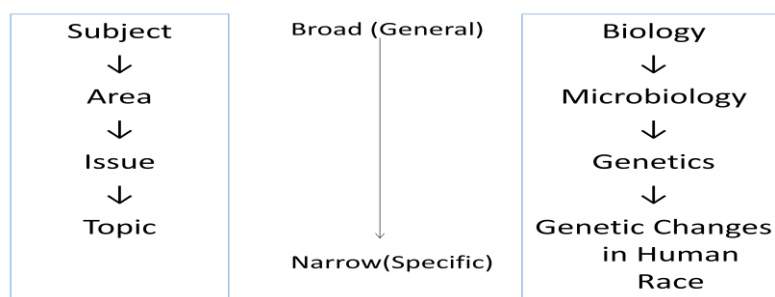 Subject
↓
Area
↓
Issue
↓
Topic
Broad (General)
Narrow(Specific)
Biology
↓
Microbiology
↓
Genetics
↓
Genetic Changes
in Human
Race